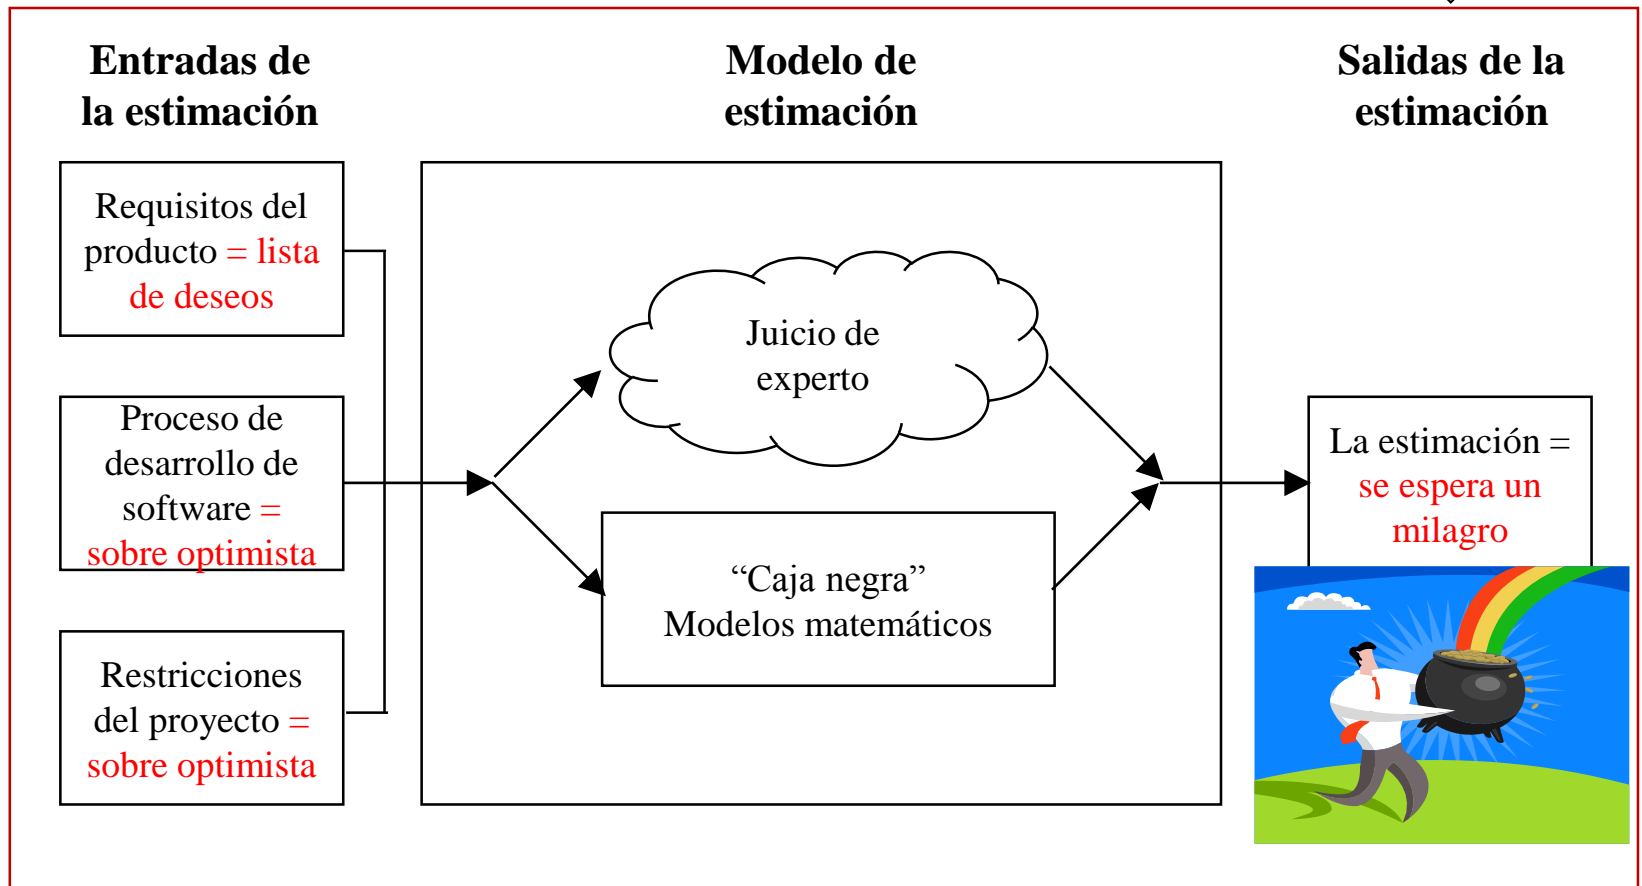 Entradas de
la estimación
Modelo de
estimación
Salidas de la
estimación
Requisitos del
producto = lista
de deseos
Proceso de
desarrollo de
software =
sobre optimista
Restricciones
del proyecto =
sobre optimista
Juicio de
experto
“Caja negra”
Modelos matemáticos
La estimación =
se espera un
milagro